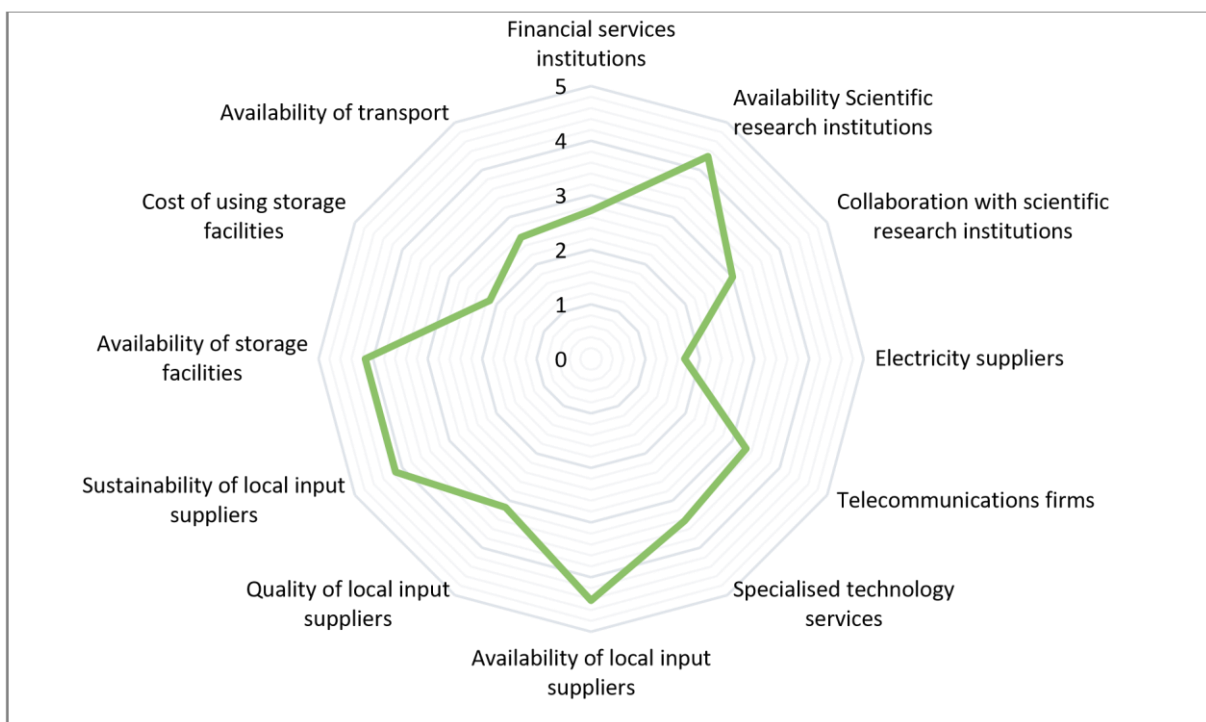 Financial services
institutions
Availability Scientific
research institutions
Collaboration with scientific
research institutions
Electricity suppliers
Telecommunications firms
Specialised technology
services
Availability of local input
suppliers
Quality of local input
suppliers
Sustainability of local input
suppliers
Availability of storage
facilities
Cost of using storage
facilities
Availability of transport
5
4
3
2
1
0